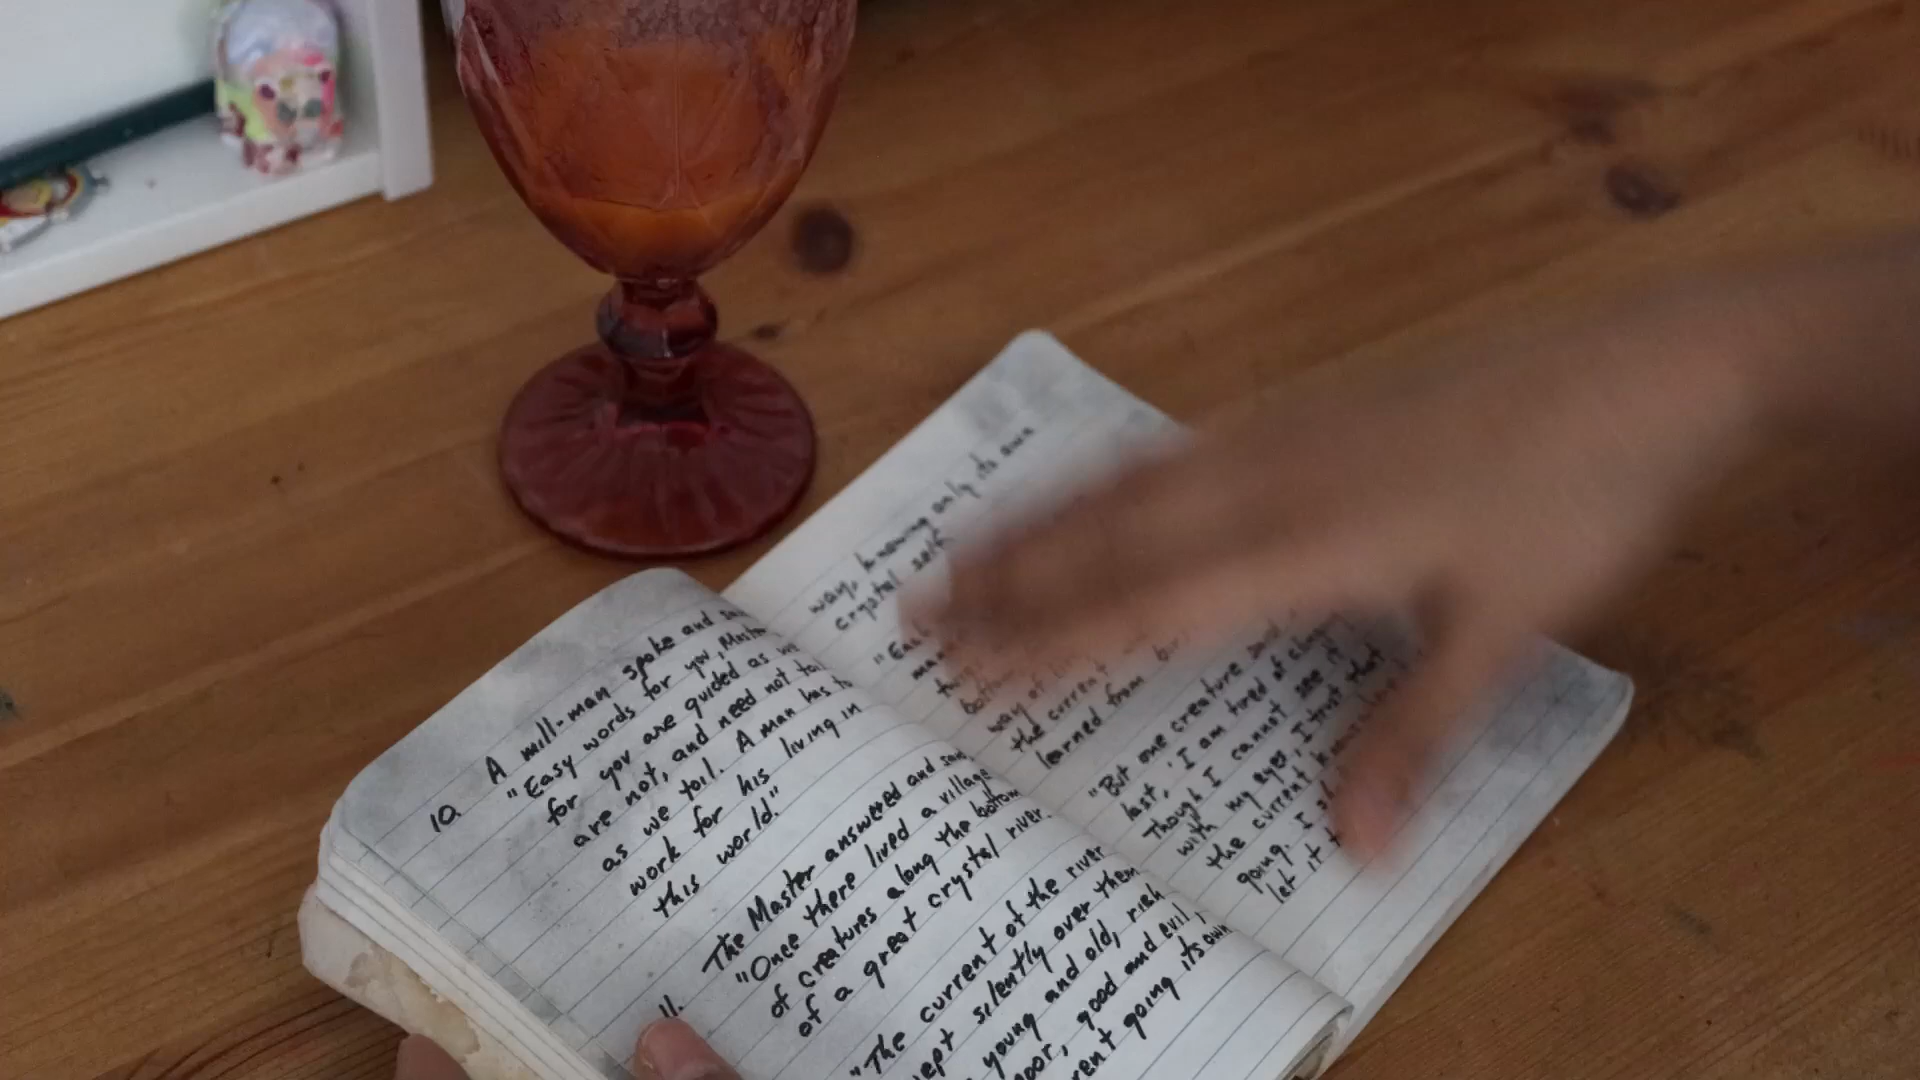 10. A mill-man spoke and
"Easy words for you,
for you are guided as we
are not, and need not toil
as we toil. A man has to
work for his living in
this world."
11. The Master answered and
"Once there lived a village
of creatures along the bottom
of a great crystal river.
"The current of the river
silently over them
young and old, rich
poor, good and evil,
going its own
way, knowing only its own
crystal self.
the current
learned from
"But one creature said
last, 'I am tired of
Though I cannot see it
with my eyes, I trust that
the current knows
going. I
let it